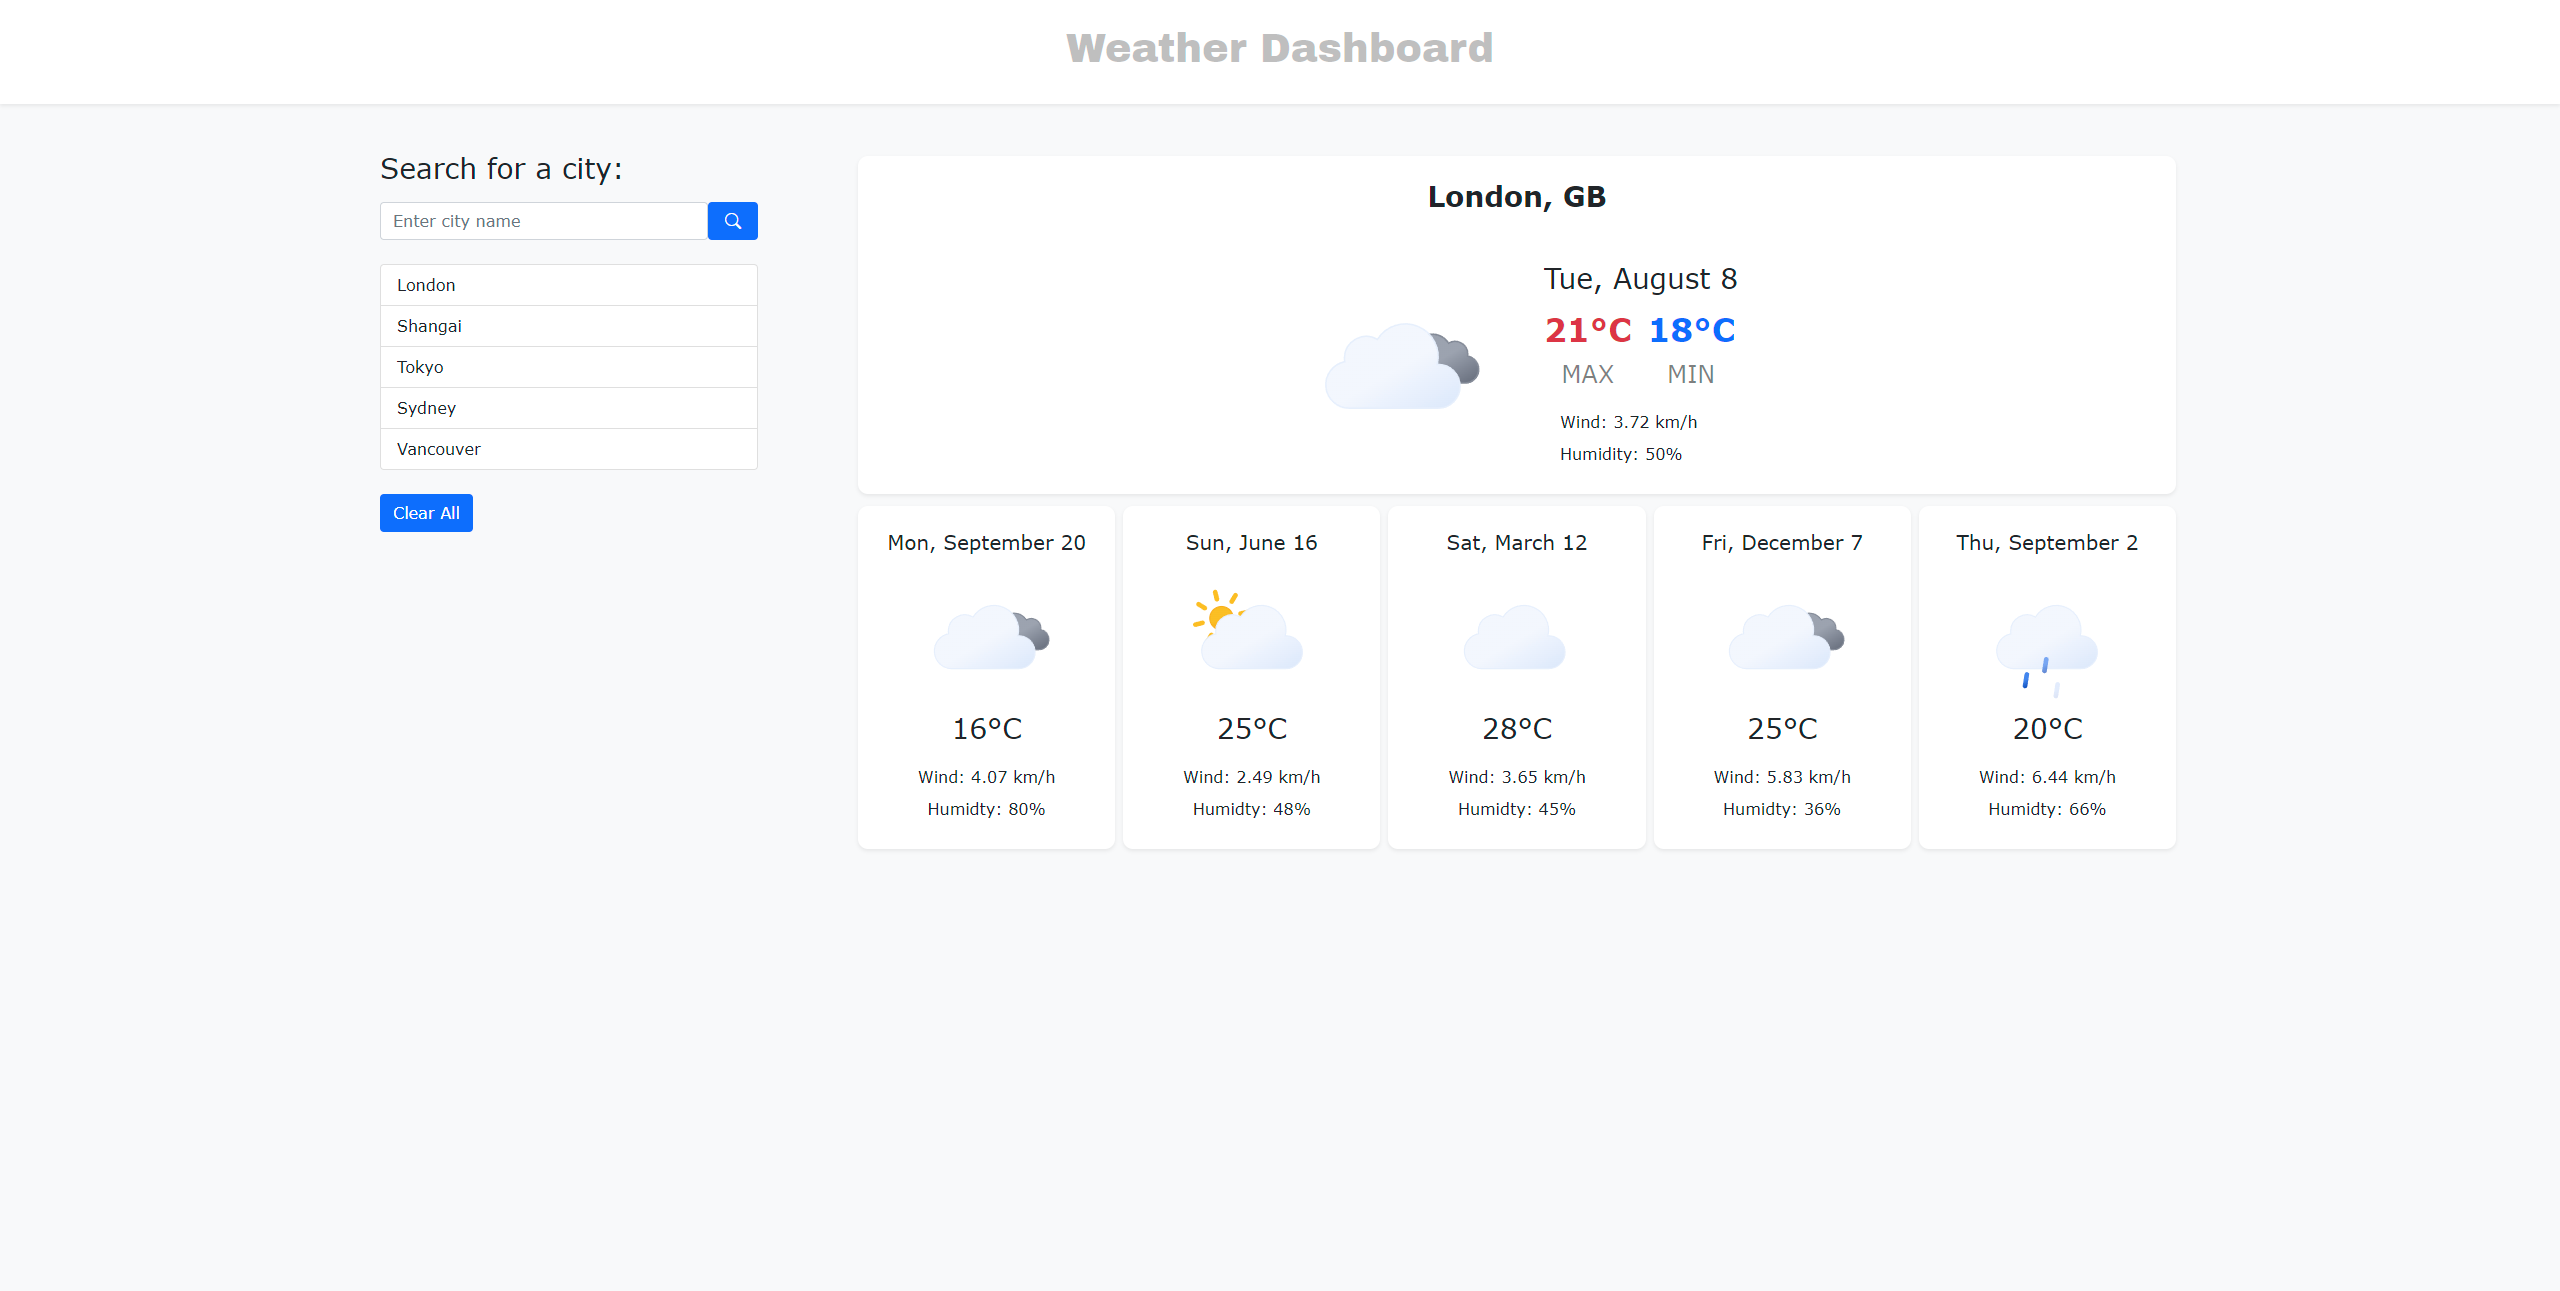 Weather Dashboard
Search for a city:
Enter city name
London
Shangai
Tokyo
Sydney
Vancouver
Clear All
London, GB
Tue, August 8
21°C 18°C
MAX MIN
Wind: 3.72 km/h
Humidity: 50%
Mon, September 20
16°C
Wind: 4.07 km/h
Humidty: 80%
Sun, June 16
25°C
Wind: 2.49 km/h
Humidty: 48%
Sat, March 12
28°C
Wind: 3.65 km/h
Humidty: 45%
Fri, December 7
25°C
Wind: 5.83 km/h
Humidty: 36%
Thu, September 2
20°C
Wind: 6.44 km/h
Humidty: 66%